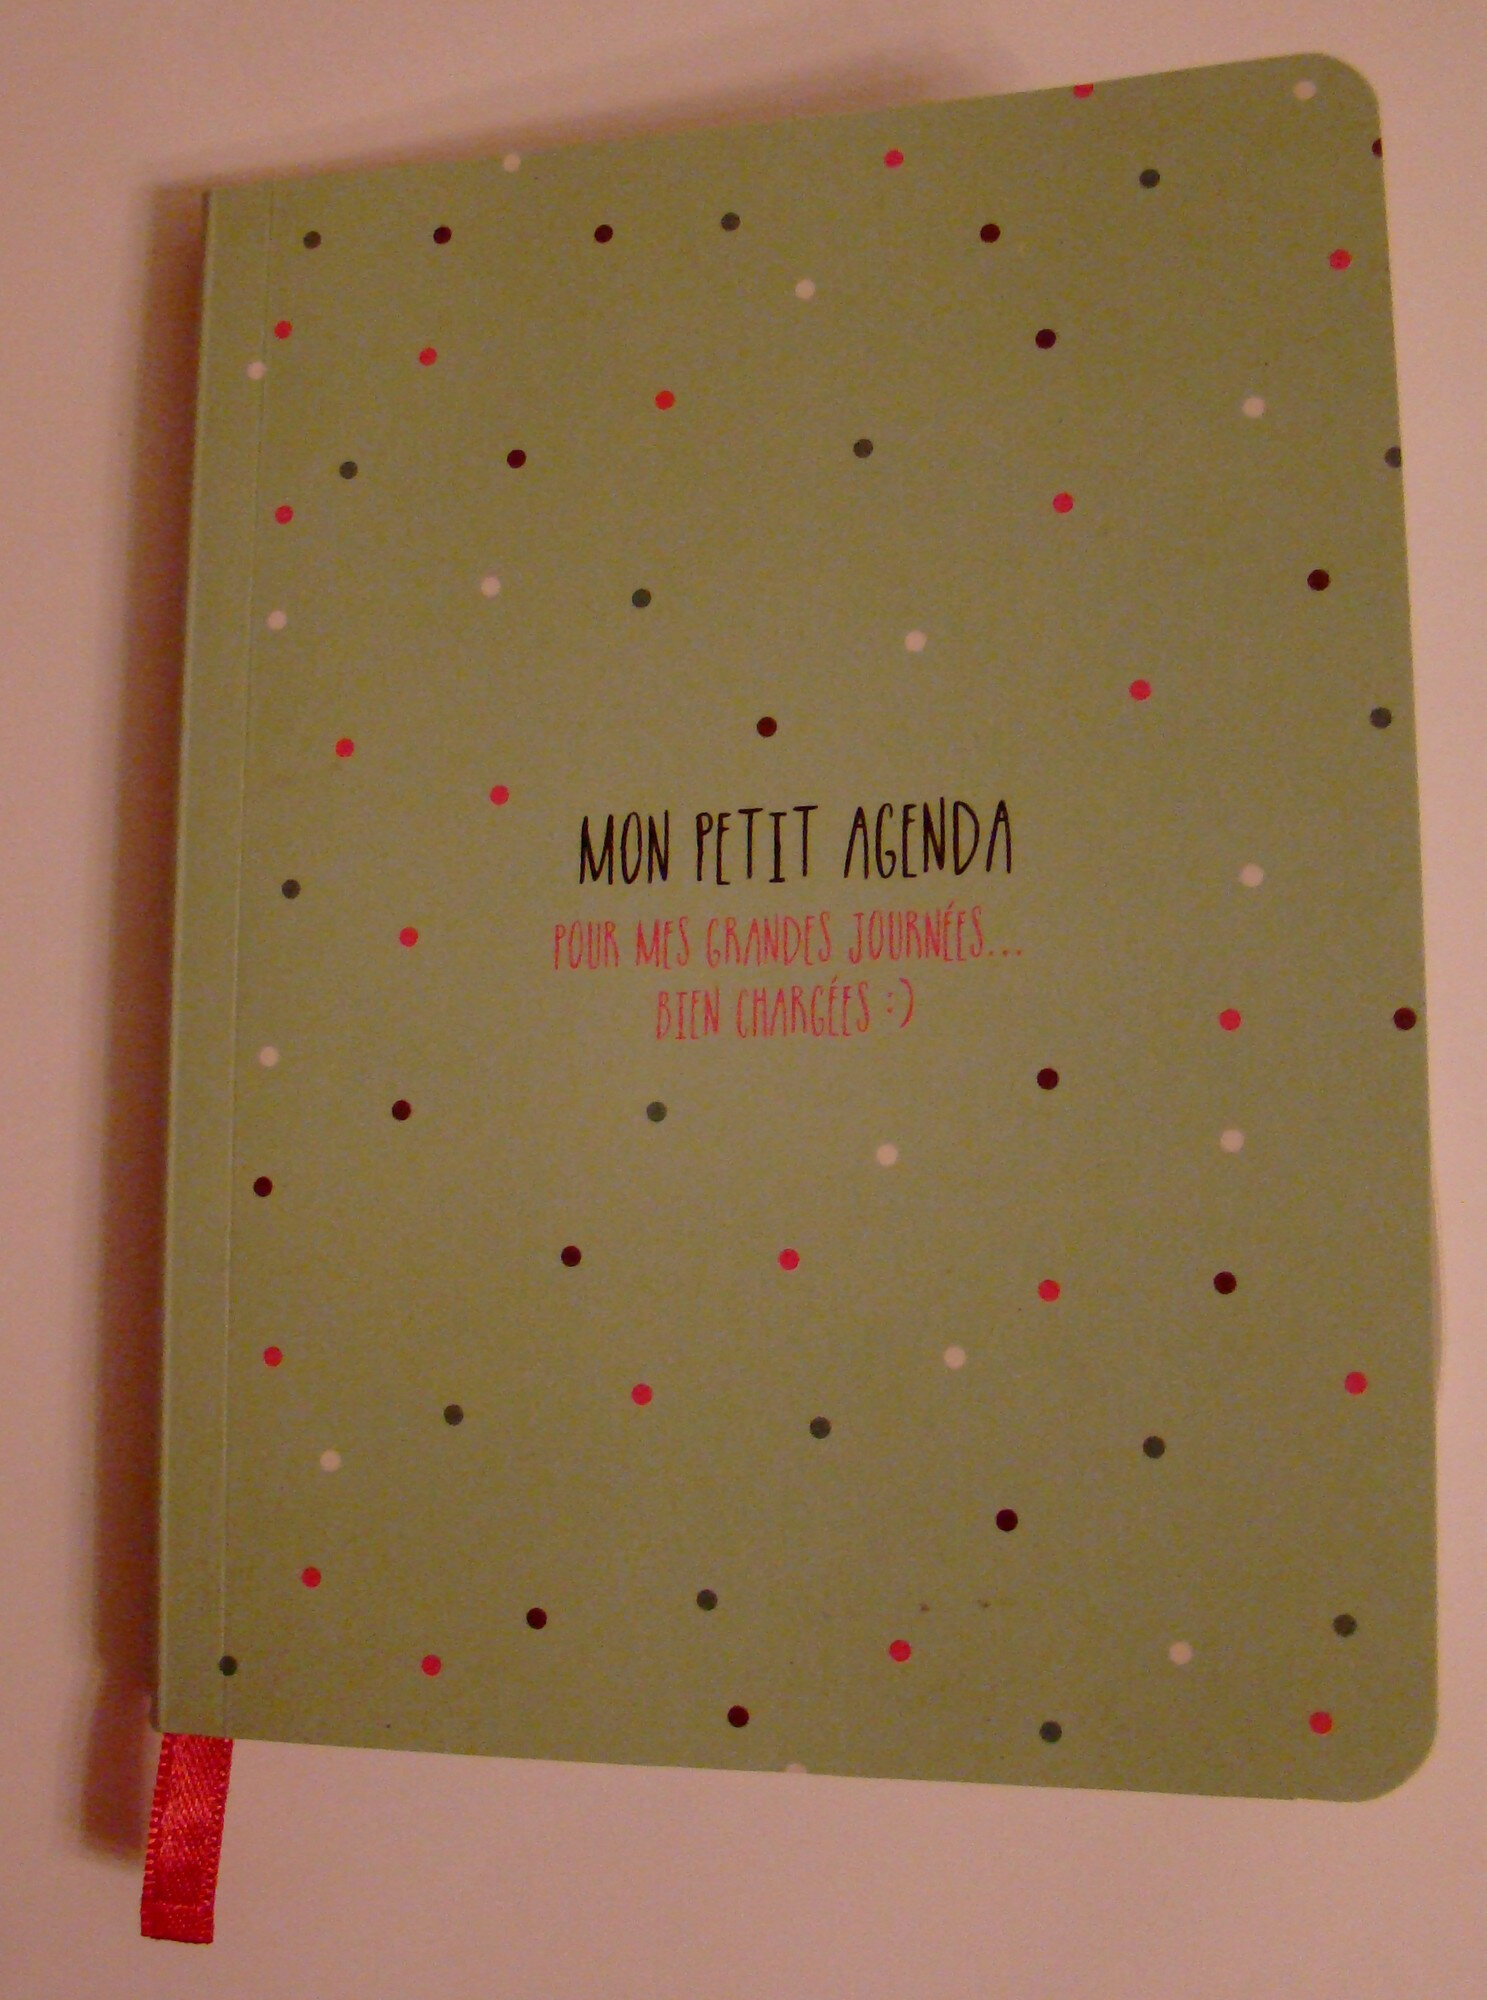 MON PETIT AGENDA
POUR MES GRANDES JOURNÉES...
BIEN CHARGÉES :)